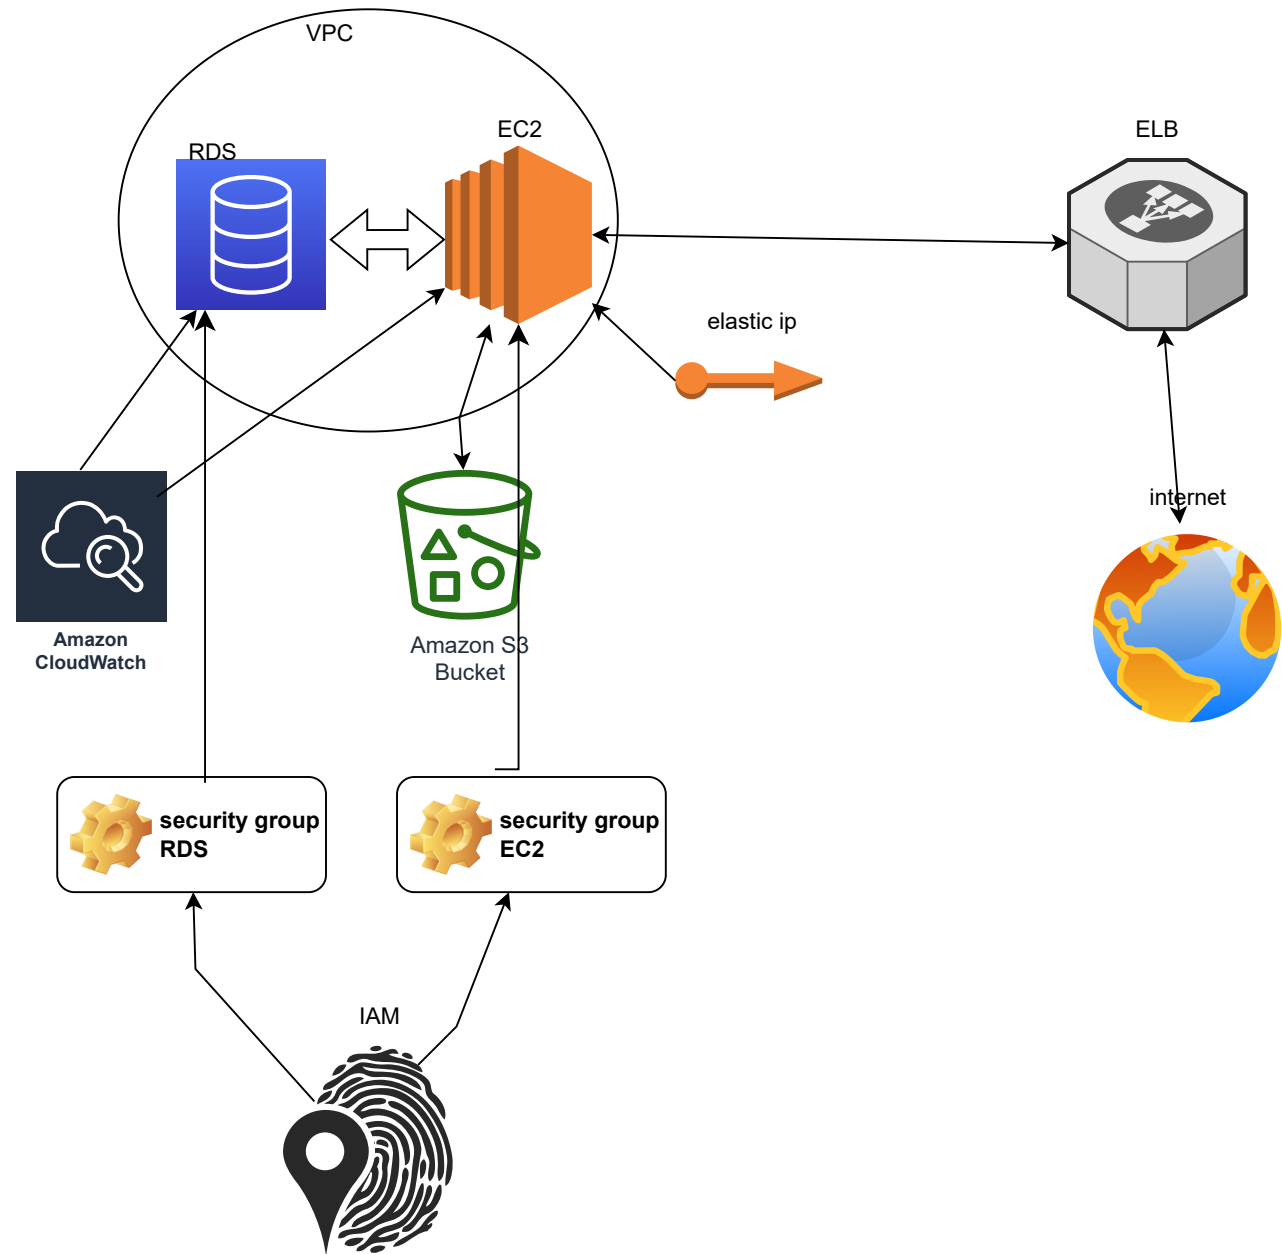 VPC
EC2
ELB
RDS
elastic ip
internet
Amazon
CloudWatch
Amazon S3
Bucket
security group
RDS
security group
EC2
IAM